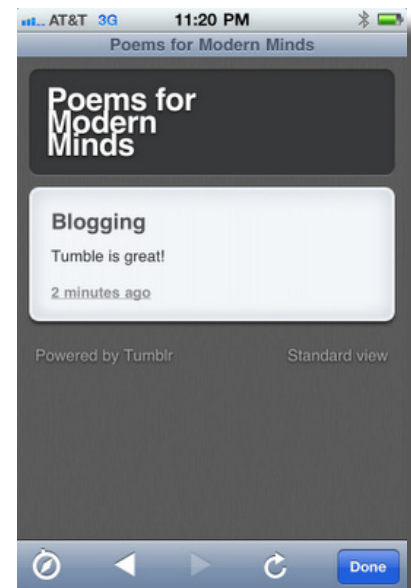 AT&T 3G 11:20 PM
Poems for Modern Minds
Poems for
Modern
Minds
Blogging
Tumble is great!
2 minutes ago
Powered by Tumblr Standard view
Done